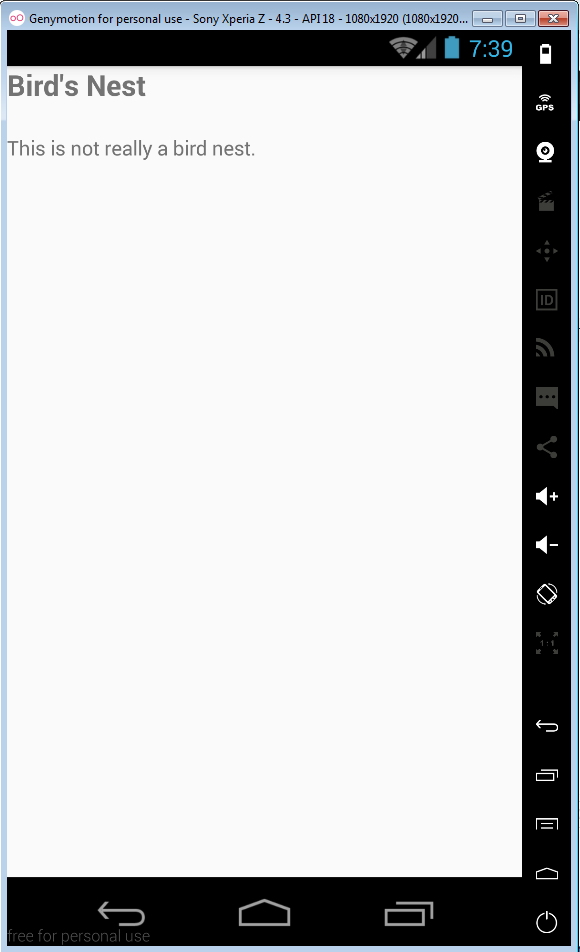 Genymotion for personal use - Sony Xperia Z - 4.3 - API 18 - 1080x1920 (1080x1920...
7:39
GPS
Bird's Nest
This is not really a bird nest.
ID
1:1
free for personal use